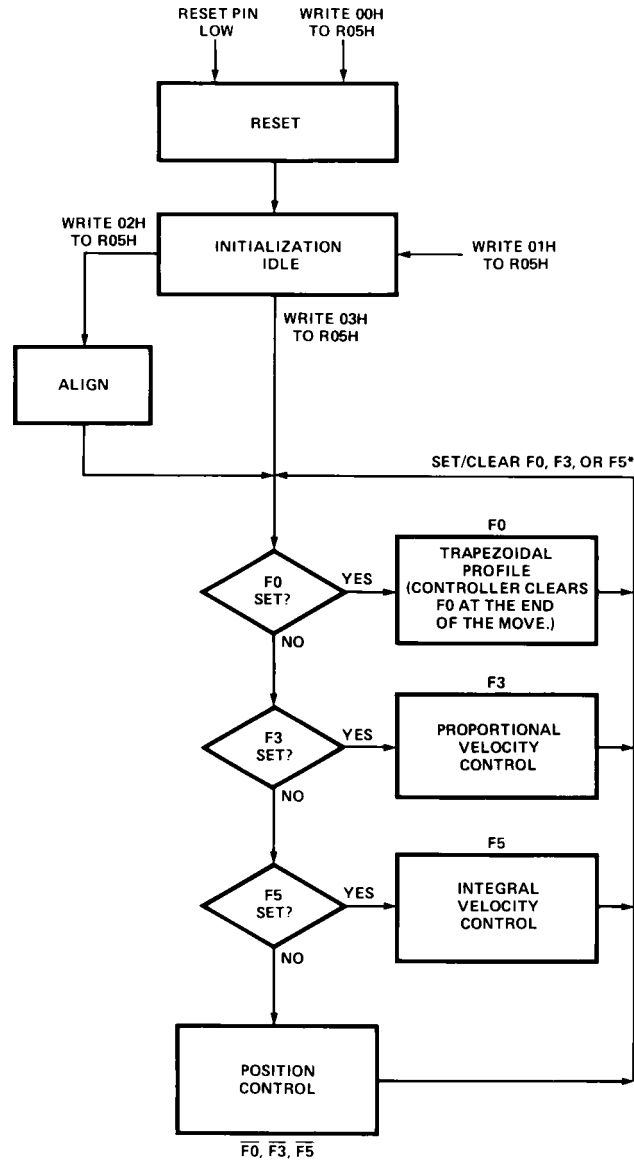 RESET PIN
LOW
WRITE 00H
TO R05H
RESET
WRITE 02H
TO R05H
INITIALIZATION
IDLE
WRITE 01H
TO R05H
WRITE 03H
TO R05H
ALIGN
SET/CLEAR F0, F3, OR F5*
F0
SET?
YES
NO
F0
TRAPEZOIDAL
PROFILE
(CONTROLLER CLEARS
F0 AT THE END
OF THE MOVE.)
F3
SET?
YES
NO
F3
PROPORTIONAL
VELOCITY
CONTROL
F5
SET?
YES
NO
F5
INTEGRAL
VELOCITY
CONTROL
POSITION
CONTROL
F̅0̅, F̅3̅, F̅5̅